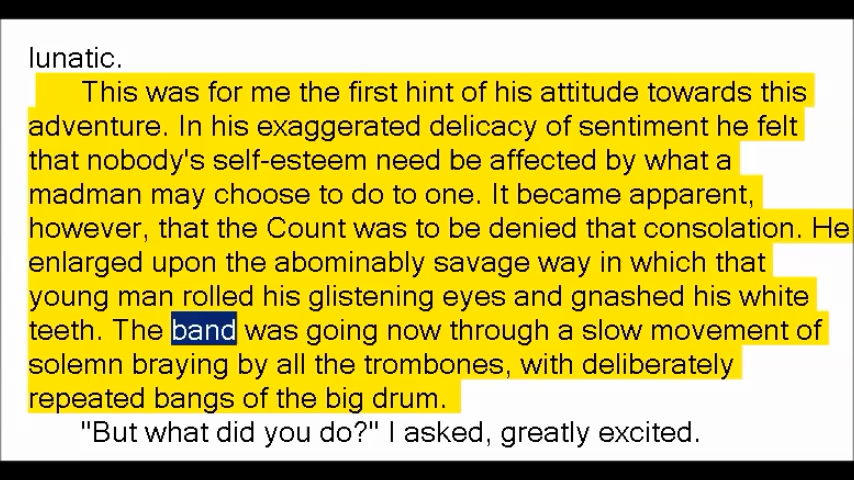 lunatic.
This was for me the first hint of his attitude towards this
adventure. In his exaggerated delicacy of sentiment he felt
that nobody's self-esteem need be affected by what a
madman may choose to do to one. It became apparent,
however, that the Count was to be denied that consolation. He
enlarged upon the abominably savage way in which that
young man rolled his glistening eyes and gnashed his white
teeth. The band was going now through a slow movement of
solemn braying by all the trombones, with deliberately
repeated bangs of the big drum.
"But what did you do?" I asked, greatly excited.